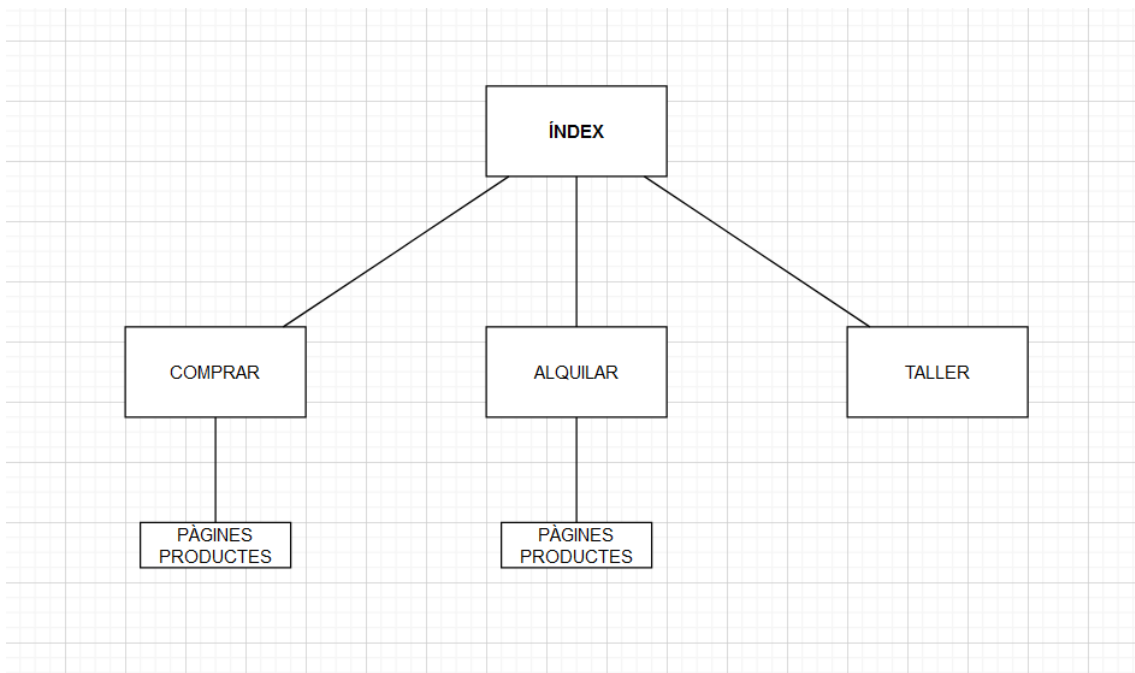 ÍNDEX
COMPRAR
ALQUILAR
TALLER
PÀGINES
PRODUCTES
PÀGINES
PRODUCTES